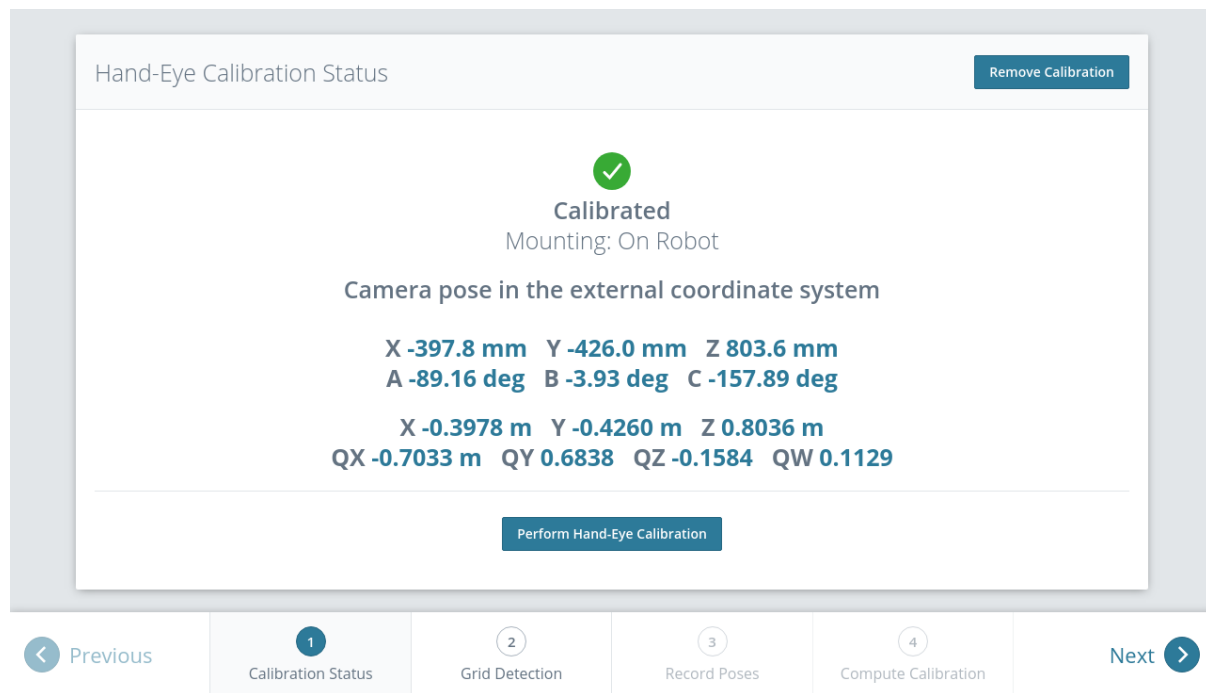 Hand-Eye Calibration Status
Remove Calibration
Calibrated
Mounting: On Robot
Camera pose in the external coordinate system
X -397.8 mm Y -426.0 mm Z 803.6 mm
A -89.16 deg B -3.93 deg C -157.89 deg
X -0.3978 m Y -0.4260 m Z 0.8036 m
QX -0.7033 m QY 0.6838 QZ -0.1584 QW 0.1129
Perform Hand-Eye Calibration
Previous
1
Calibration Status
2
Grid Detection
3
Record Poses
4
Compute Calibration
Next